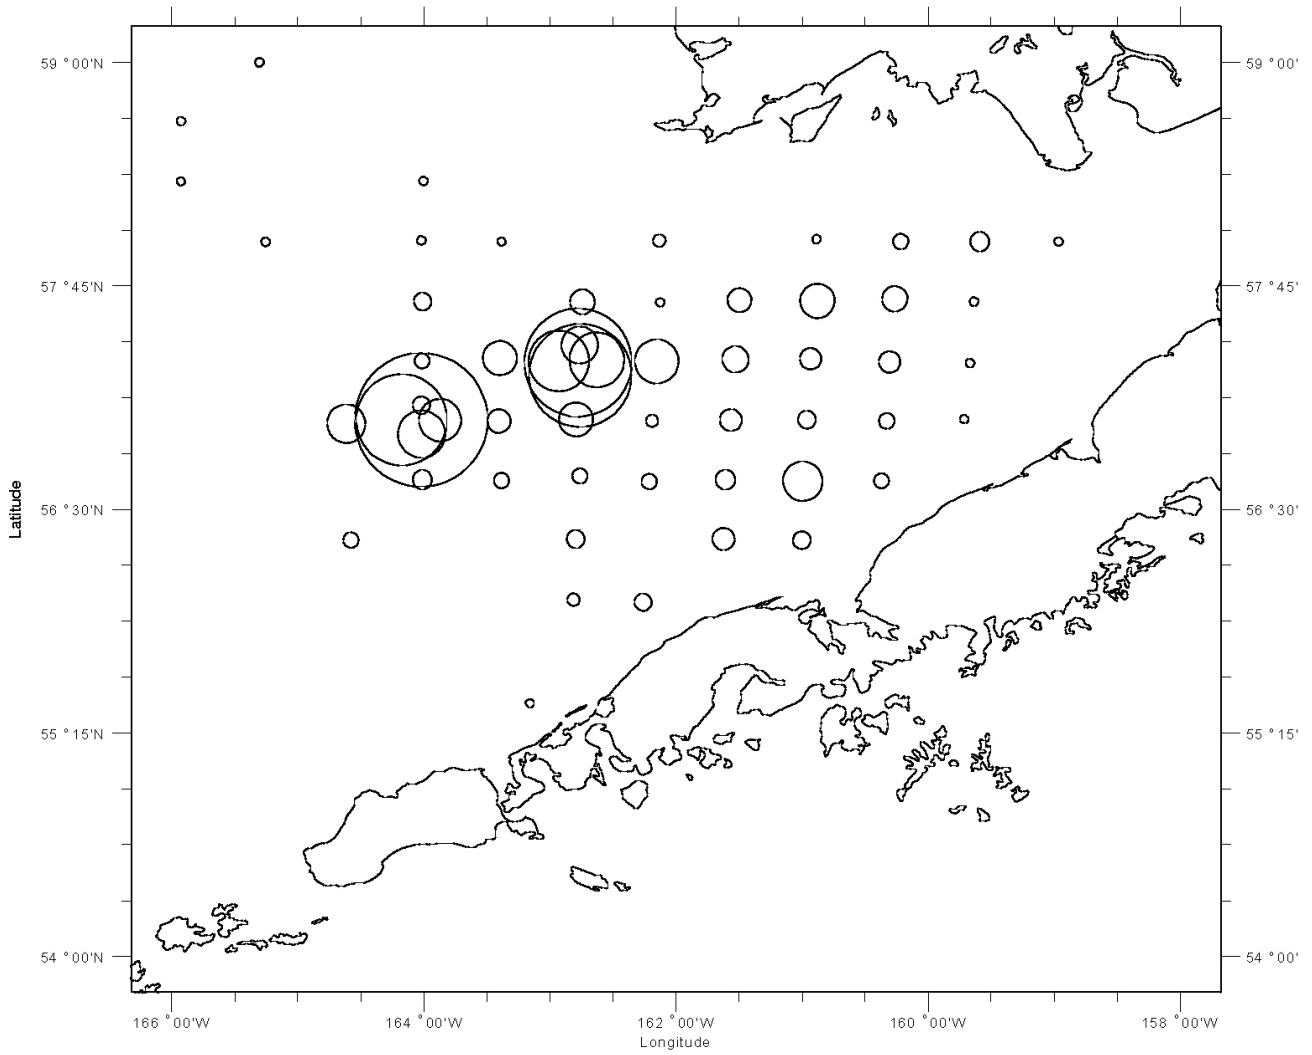 59 °00'N 59 °00'
57 °45'N 57 °45'
Latitude
56 °30'N 56 °30'
55 °15'N 55 °15'
54 °00'N 54 °00'
166 °00'W 164 °00'W 162 °00'W 160 °00'W 158 °00'W
Longitude